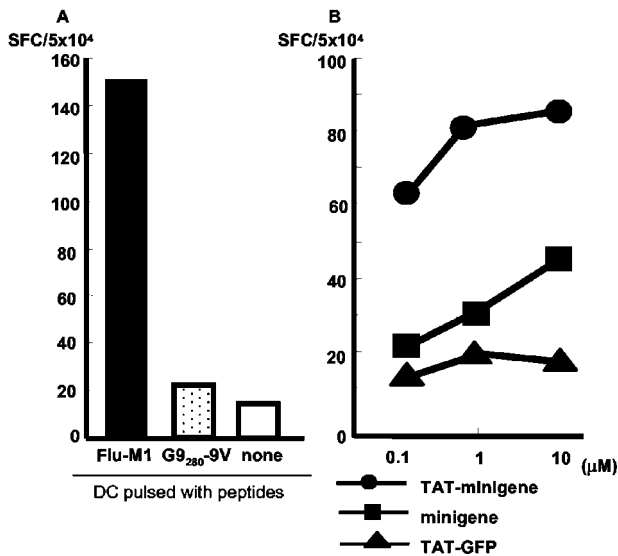 A
SFC/5x10⁴
160
140
120
100
80
60
40
20
0
Flu-M1 G9₂₈₀-9V none
DC pulsed with peptides
B
SFC/5x10⁴
100
80
60
40
20
0
0.1 1 10 (μM)
TAT-minigene
minigene
TAT-GFP